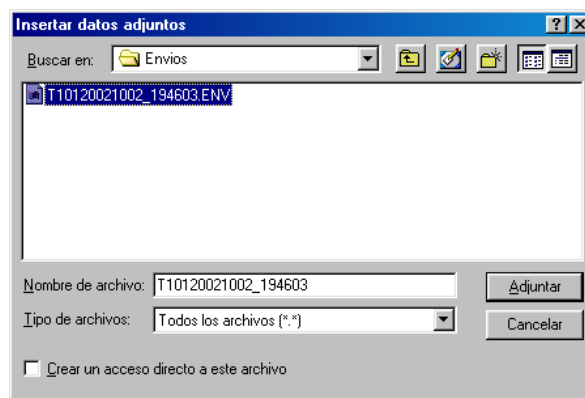 Insertar datos adjuntos
Buscar en: Envios
T10120021002_194603.ENV
Nombre de archivo: T10120021002_194603 Adjuntar
Tipo de archivos: Todos los archivos (*.*) Cancelar
Crear un acceso directo a este archivo